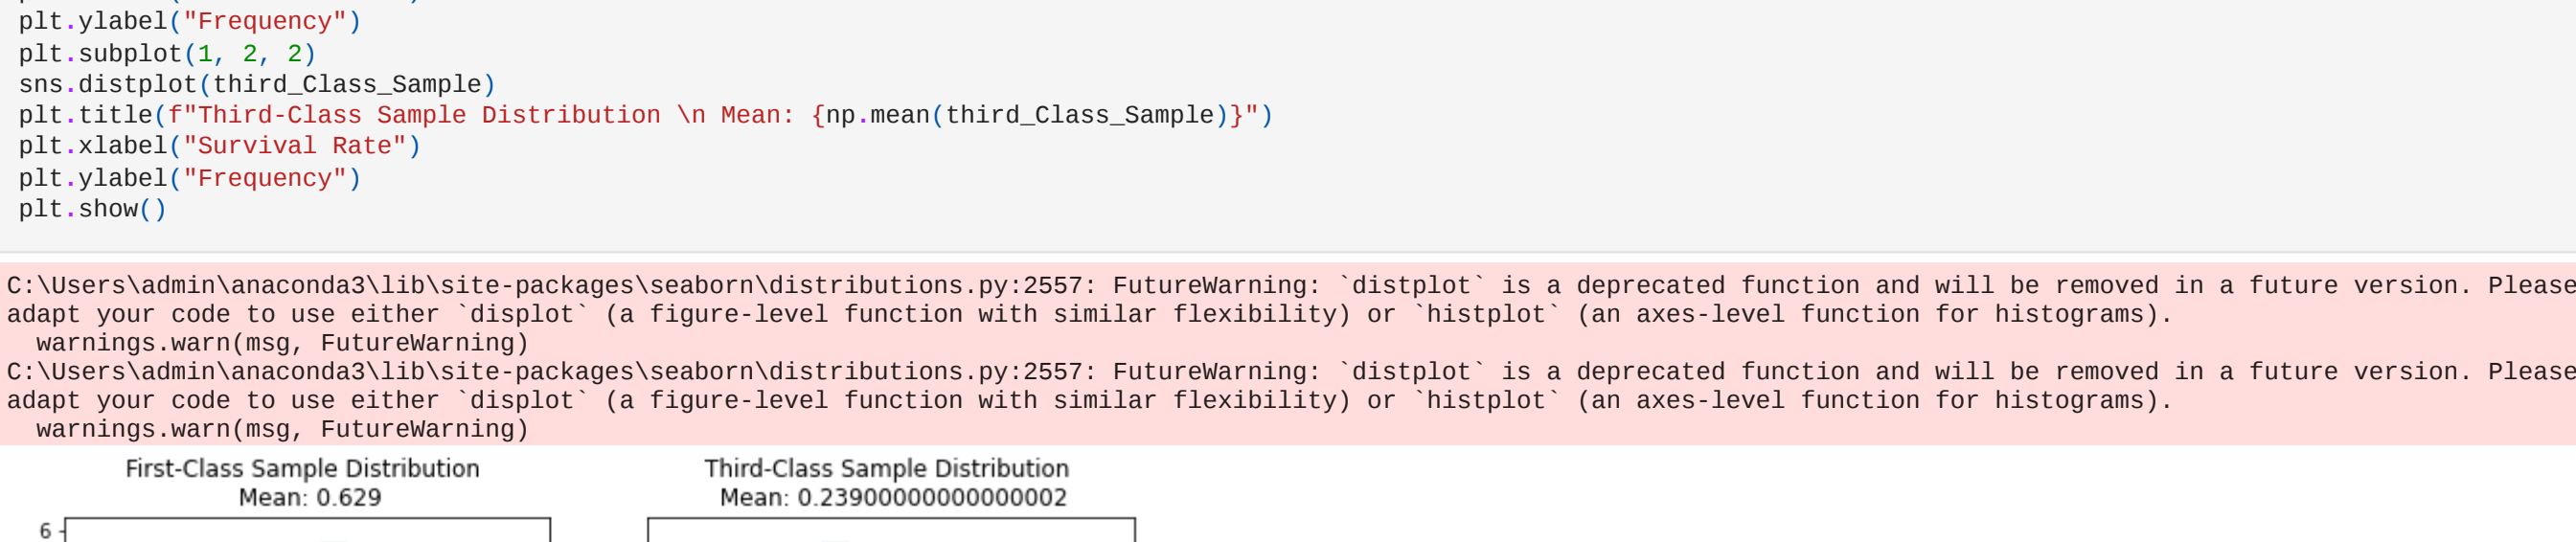 plt.ylabel("Frequency")
plt.subplot(1, 2, 2)
sns.distplot(third_Class_Sample)
plt.title(f"Third-Class Sample Distribution \n Mean: {np.mean(third_Class_Sample)}")
plt.xlabel("Survival Rate")
plt.ylabel("Frequency")
plt.show()
C:\Users\admin\anaconda3\lib\site-packages\seaborn\distributions.py:2557: FutureWarning: `distplot` is a deprecated function and will be removed in a future version. Please
adapt your code to use either `displot` (a figure-level function with similar flexibility) or `histplot` (an axes-level function for histograms).
  warnings.warn(msg, FutureWarning)
C:\Users\admin\anaconda3\lib\site-packages\seaborn\distributions.py:2557: FutureWarning: `distplot` is a deprecated function and will be removed in a future version. Please
adapt your code to use either `displot` (a figure-level function with similar flexibility) or `histplot` (an axes-level function for histograms).
  warnings.warn(msg, FutureWarning)
First-Class Sample Distribution
Mean: 0.629
Third-Class Sample Distribution
Mean: 0.23900000000000002
6